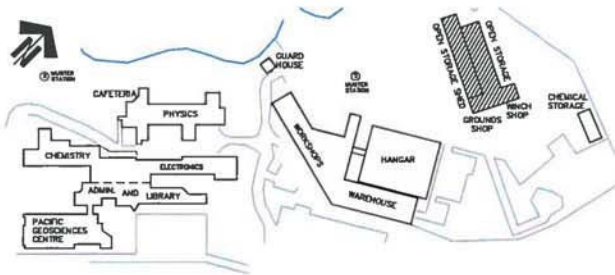 GUARD
HOUSE
OPEN STORAGE
OPEN STORAGE SHED
MUSTER
STATION
MUSTER
STATION
CAFETERIA
PHYSICS
CHEMICAL
STORAGE
WINCH
SHOP
GROUNDS
SHOP
WORKSHOPS
HANGAR
CHEMISTRY
ELECTRONICS
ADMIN. AND
LIBRARY
WAREHOUSE
PACIFIC
GEOSCIENCES
CENTRE